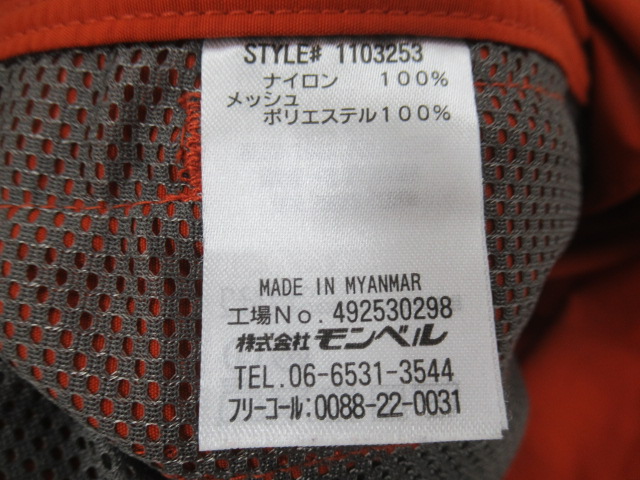 STYLE# 1103253
ナイロン 100%
メッシュ
ポリエステル100%
MADE IN MYANMAR
工場No. 492530298
株式会社 モンベル
TEL. 06-6531-3544
フリーコール:0088-22-0031